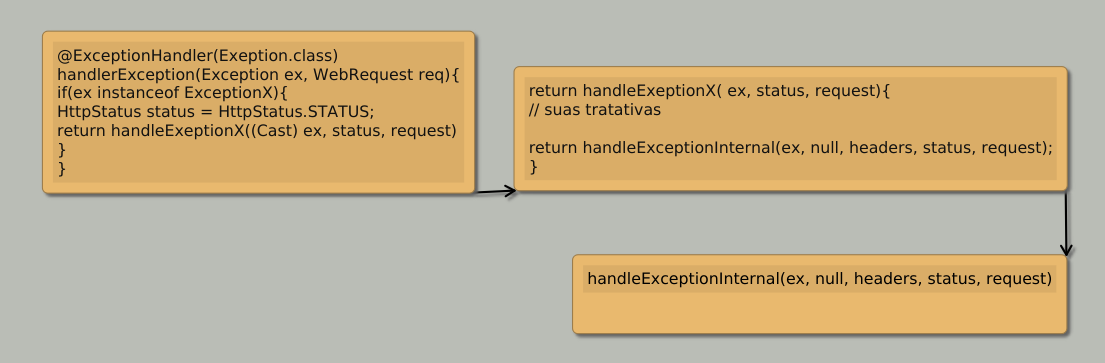 @ExceptionHandler(Exeption.class)
handlerException(Exception ex, WebRequest req){
if(ex instanceof ExceptionX){
HttpStatus status = HttpStatus.STATUS;
return handleExeptionX((Cast) ex, status, request)
}
}
return handleExeptionX( ex, status, request){
// suas tratativas
return handleExceptionInternal(ex, null, headers, status, request);
}
handleExceptionInternal(ex, null, headers, status, request)